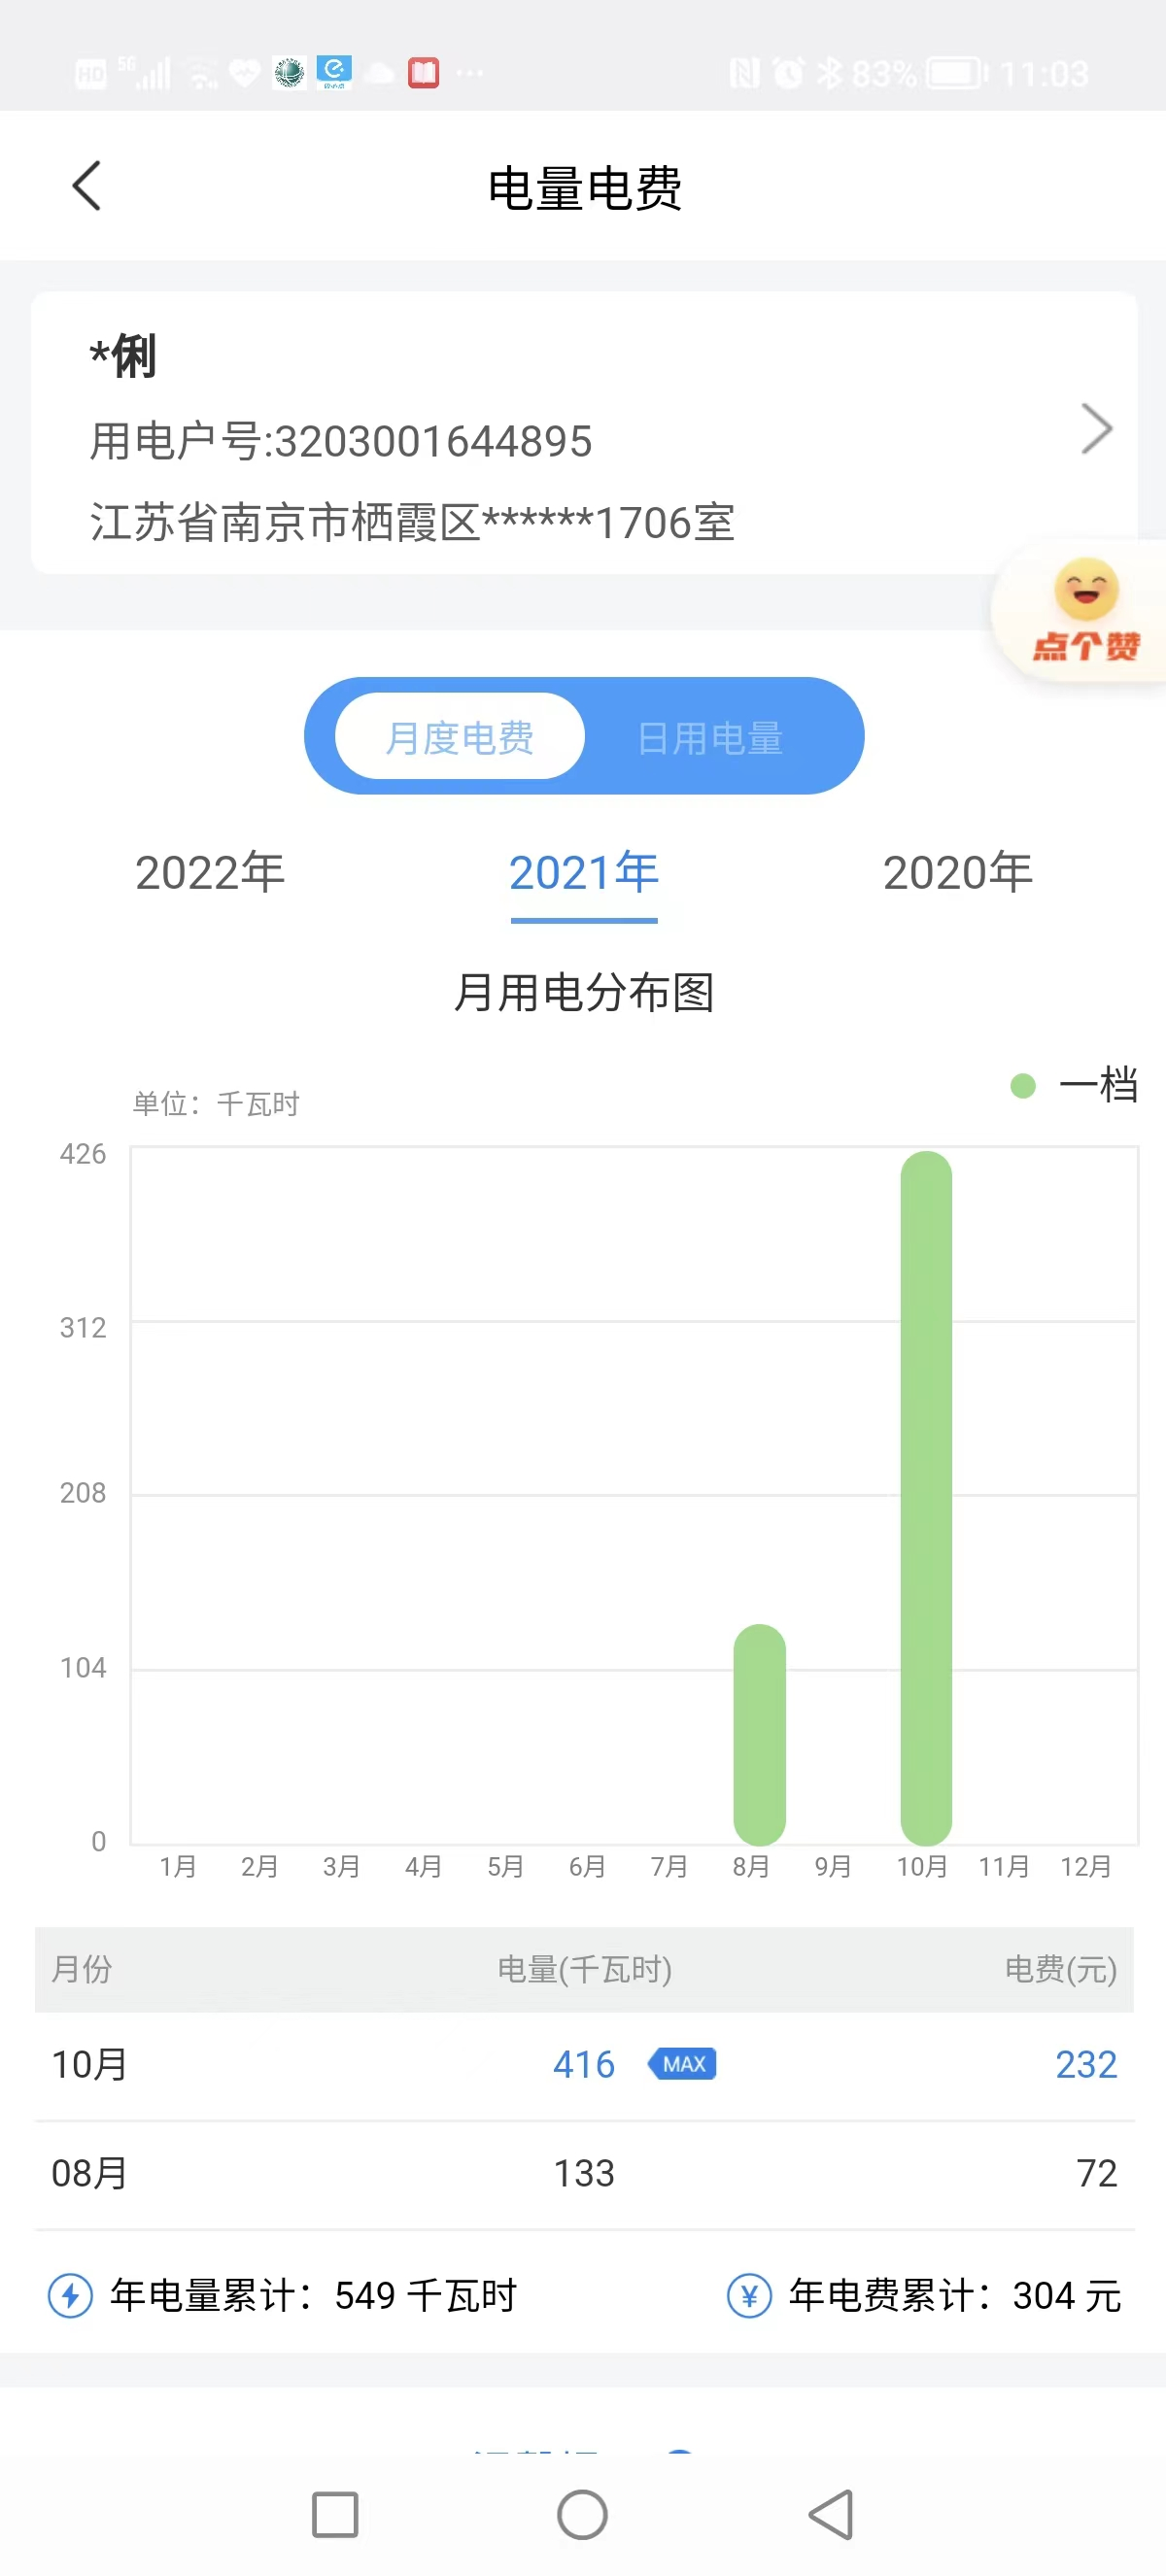 HD 5G 83% 11:03
电量电费
*俐
用电户号:3203001644895
江苏省南京市栖霞区******1706室
点个赞
月度电费 日用电量
2022年 2021年 2020年
月用电分布图
一档
单位：千瓦时
426
312
208
104
0
1月 2月 3月 4月 5月 6月 7月 8月 9月 10月 11月 12月
月份 电量(千瓦时) 电费(元)
10月 416 MAX 232
08月 133 72
年电量累计：549 千瓦时 ¥ 年电费累计：304 元